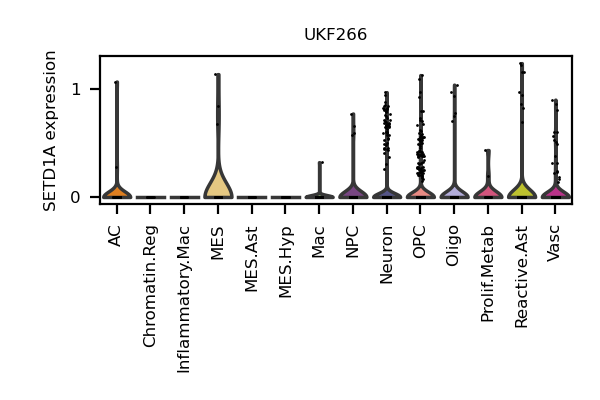 UKF266
SETD1A expression
1
0
AC
Chromatin.Reg
Inflammatory.Mac
MES
MES.Ast
MES.Hyp
Mac
NPC
Neuron
OPC
Oligo
Prolif.Metab
Reactive.Ast
Vasc